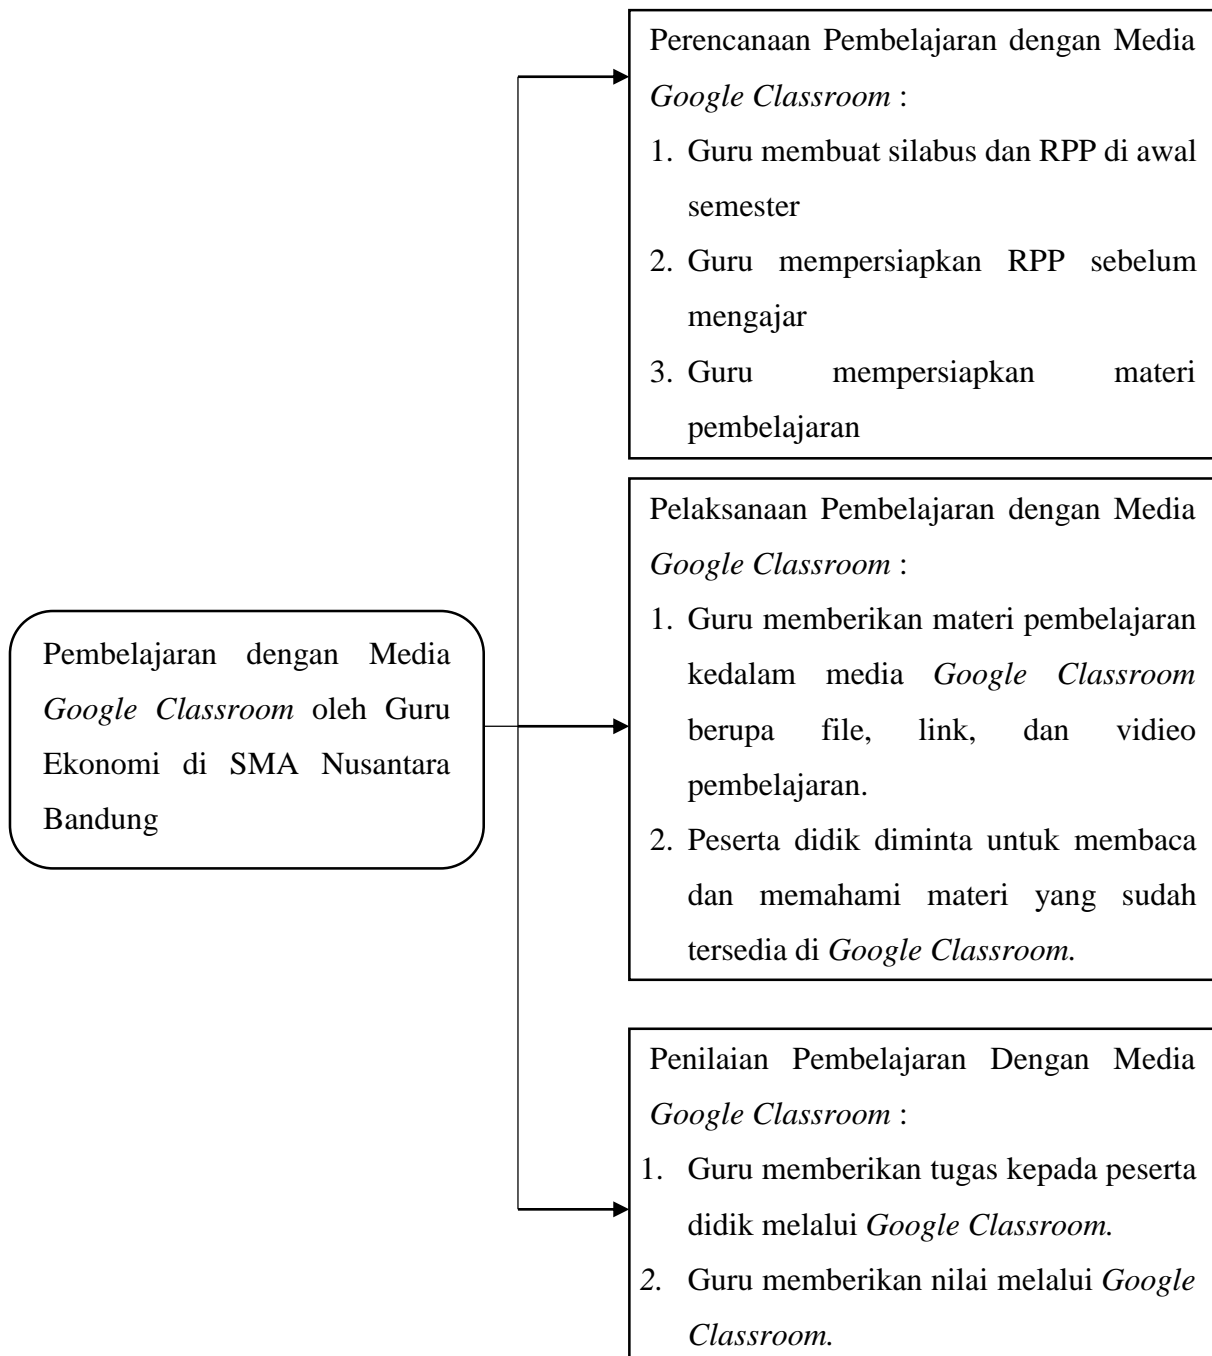 Pembelajaran dengan Media
Google Classroom oleh Guru
Ekonomi di SMA Nusantara
Bandung
Perencanaan Pembelajaran dengan Media
Google Classroom :
1. Guru membuat silabus dan RPP di awal
semester
2. Guru mempersiapkan RPP sebelum
mengajar
3. Guru mempersiapkan materi
pembelajaran
Pelaksanaan Pembelajaran dengan Media
Google Classroom :
1. Guru memberikan materi pembelajaran
kedalam media Google Classroom
berupa file, link, dan vidieo
pembelajaran.
2. Peserta didik diminta untuk membaca
dan memahami materi yang sudah
tersedia di Google Classroom.
Penilaian Pembelajaran Dengan Media
Google Classroom :
1. Guru memberikan tugas kepada peserta
didik melalui Google Classroom.
2. Guru memberikan nilai melalui Google
Classroom.